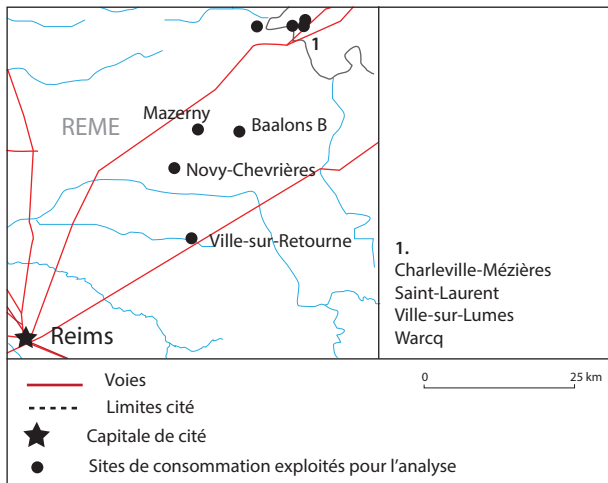 1
Mazerny
REME
Baalons B
Novy-Chevrières
Ville-sur-Retourne
Reims
1.
Charleville-Mézières
Saint-Laurent
Ville-sur-Lumes
Warcq
Voies
Limites cité
Capitale de cité
Sites de consommation exploités pour l'analyse
0 25 km